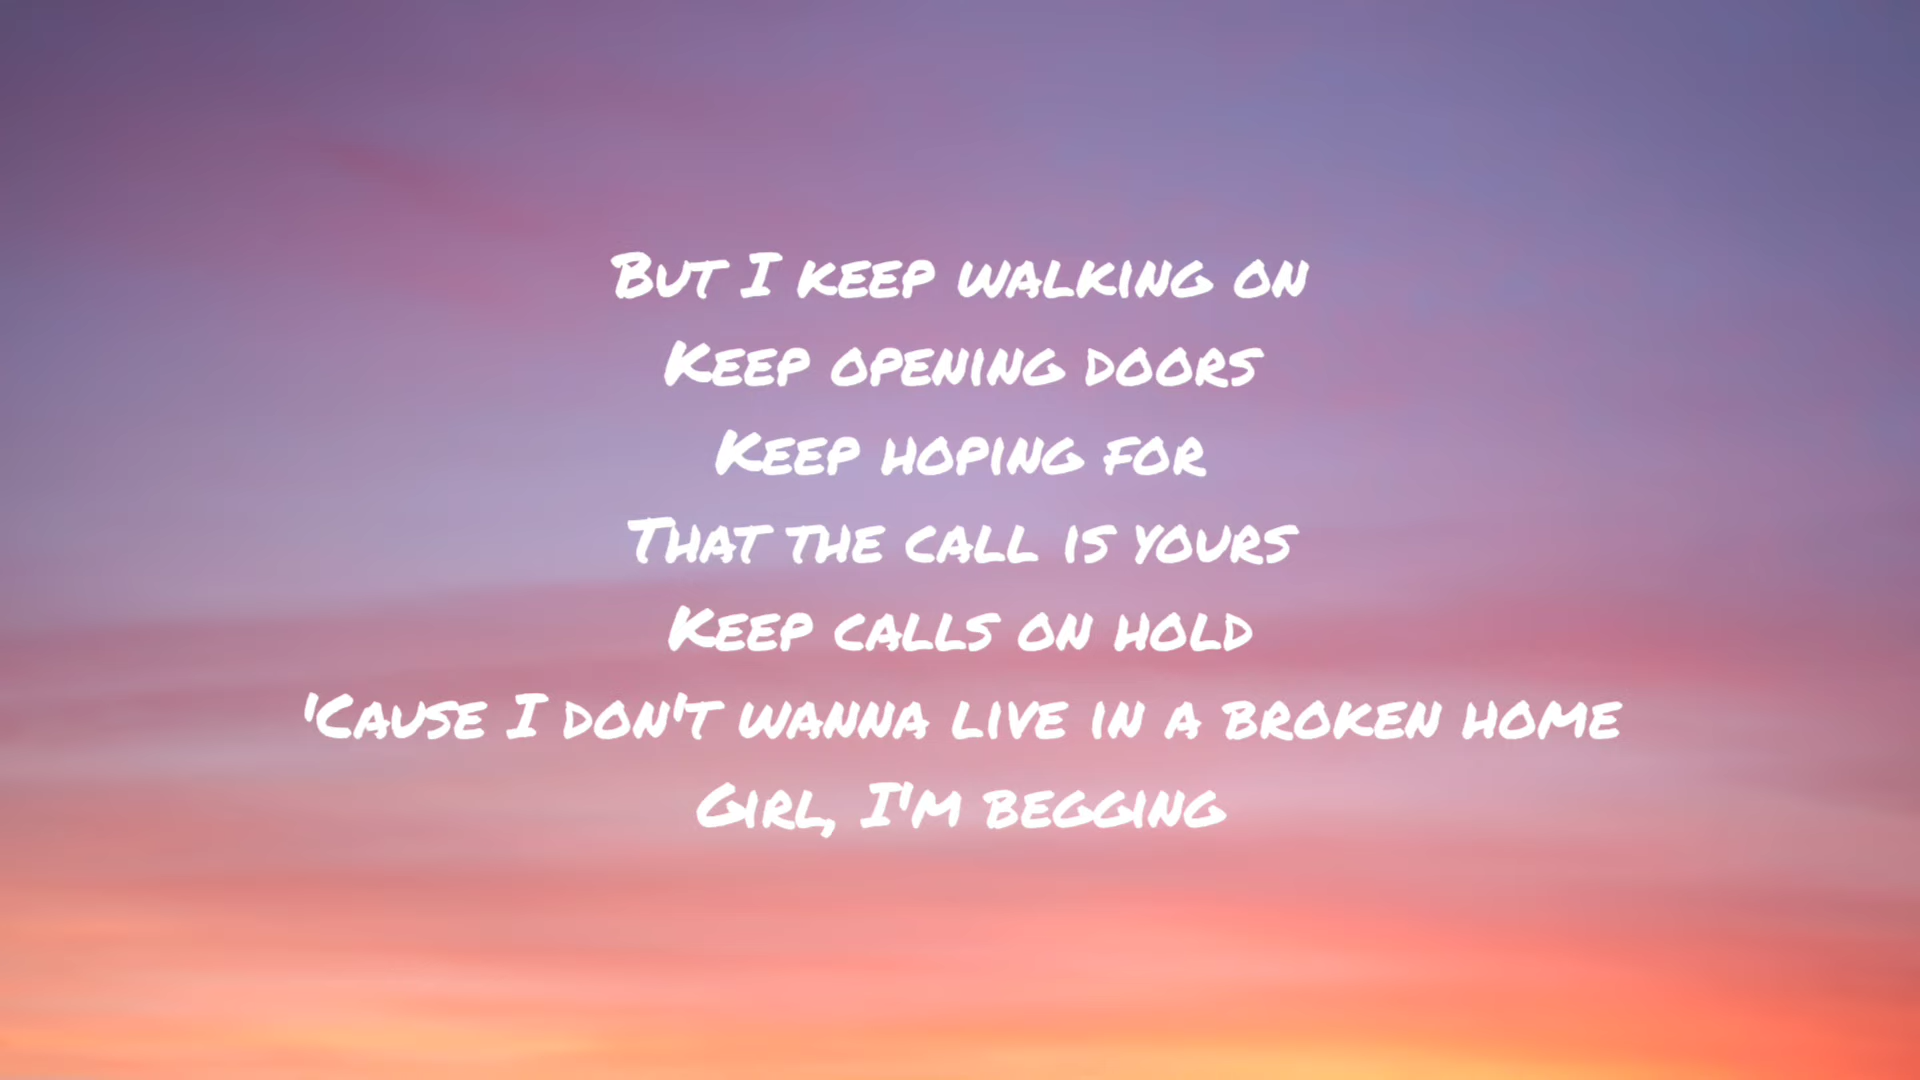 But I keep walking on
Keep opening doors
Keep hoping for
That the call is yours
Keep calls on hold
'Cause I don't wanna live in a broken home
Girl, I'm begging